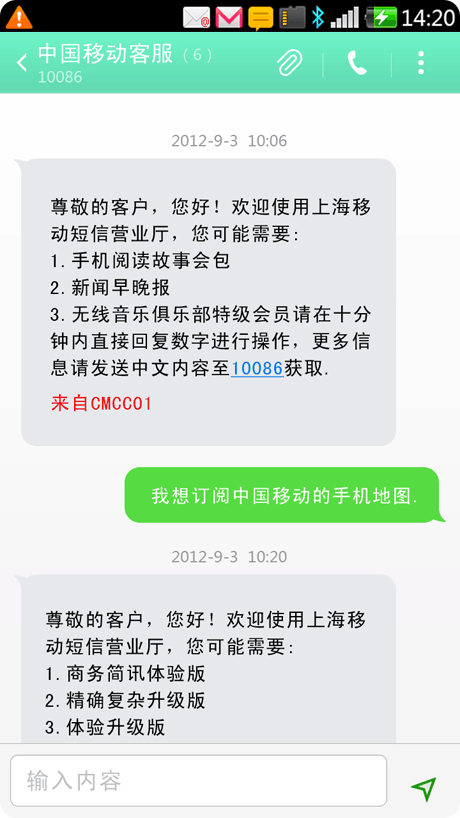 14:20
中国移动客服（6）
10086
2012-9-3 10:06
尊敬的客户，您好！欢迎使用上海移
动短信营业厅，您可能需要:
1.手机阅读故事会包
2.新闻早晚报
3.无线音乐俱乐部特级会员请在十分
钟内直接回复数字进行操作，更多信
息请发送中文内容至10086获取.
来自CMCC01
我想订阅中国移动的手机地图.
2012-9-3 10:20
尊敬的客户，您好！欢迎使用上海移
动短信营业厅，您可能需要:
1.商务简讯体验版
2.精确复杂升级版
3.体验升级版
输入内容